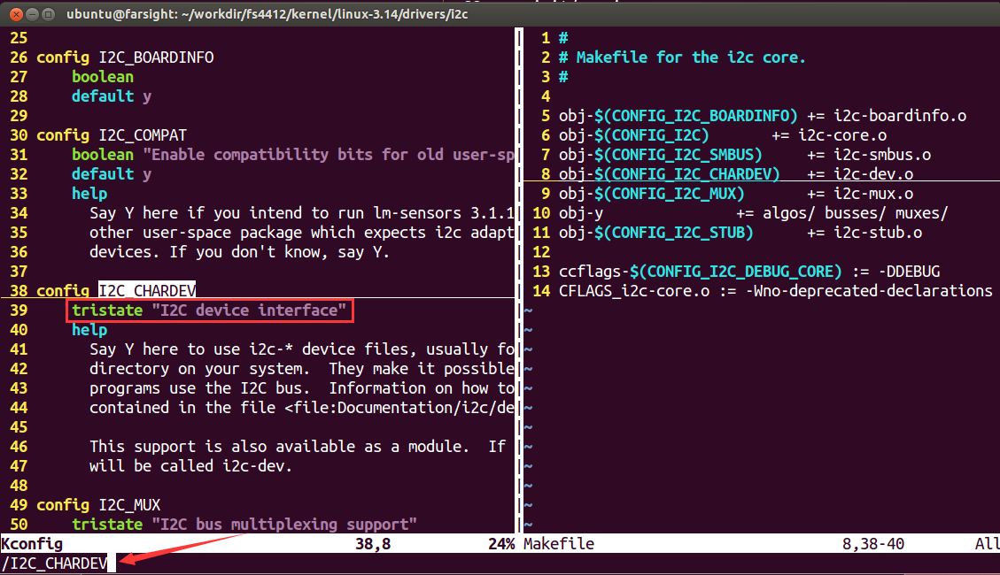 ubuntu@farsight: ~/workdir/fs4412/kernel/linux-3.14/drivers/i2c
25
26 config I2C_BOARDINFO
27     boolean
28     default y
29
30 config I2C_COMPAT
31     boolean "Enable compatibility bits for old user-sp
32     default y
33     help
34       Say Y here if you intend to run lm-sensors 3.1.1
35       other user-space package which expects i2c adapt
36       devices. If you don't know, say Y.
37
38 config I2C_CHARDEV
39     tristate "I2C device interface"
40     help
41       Say Y here to use i2c-* device files, usually fo
42       directory on your system.  They make it possible
43       programs use the I2C bus.  Information on how to
44       contained in the file <file:Documentation/i2c/de
45
46       This support is also available as a module.  If
47       will be called i2c-dev.
48
49 config I2C_MUX
50     tristate "I2C bus multiplexing support"
Kconfig 38,8 24%
/I2C_CHARDEV
1 #
2 # Makefile for the i2c core.
3 #
4
5 obj-$(CONFIG_I2C_BOARDINFO) += i2c-boardinfo.o
6 obj-$(CONFIG_I2C)       += i2c-core.o
7 obj-$(CONFIG_I2C_SMBUS)     += i2c-smbus.o
8 obj-$(CONFIG_I2C_CHARDEV)   += i2c-dev.o
9 obj-$(CONFIG_I2C_MUX)       += i2c-mux.o
10 obj-y               += algos/ busses/ muxes/
11 obj-$(CONFIG_I2C_STUB)      += i2c-stub.o
12
13 ccflags-$(CONFIG_I2C_DEBUG_CORE) := -DDEBUG
14 CFLAGS_i2c-core.o := -Wno-deprecated-declarations
~
~
~
~
~
~
~
~
~
~
~
~
Makefile 8,38-40 All